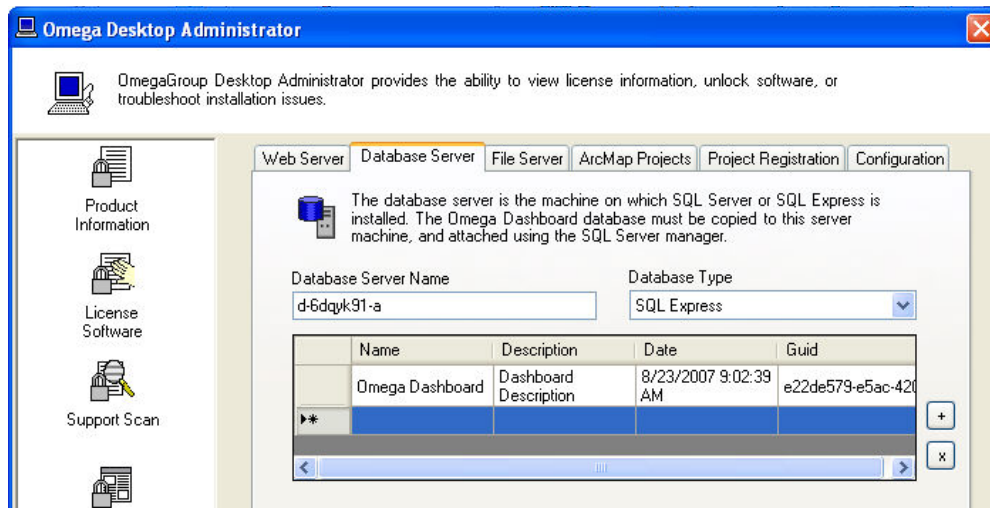 Omega Desktop Administrator
OmegaGroup Desktop Administrator provides the ability to view license information, unlock software, or
troubleshoot installation issues.
Product
Information
License
Software
Support Scan
Web Server Database Server File Server ArcMap Projects Project Registration Configuration
The database server is the machine on which SQL Server or SQL Express is
installed. The Omega Dashboard database must be copied to this server
machine, and attached using the SQL Server manager.
Database Server Name Database Type
d-6dqyk91-a SQL Express
Name Description Date Guid
Omega Dashboard Dashboard Description 8/23/2007 9:02:39 AM e22de579-e5ac-420
+
x